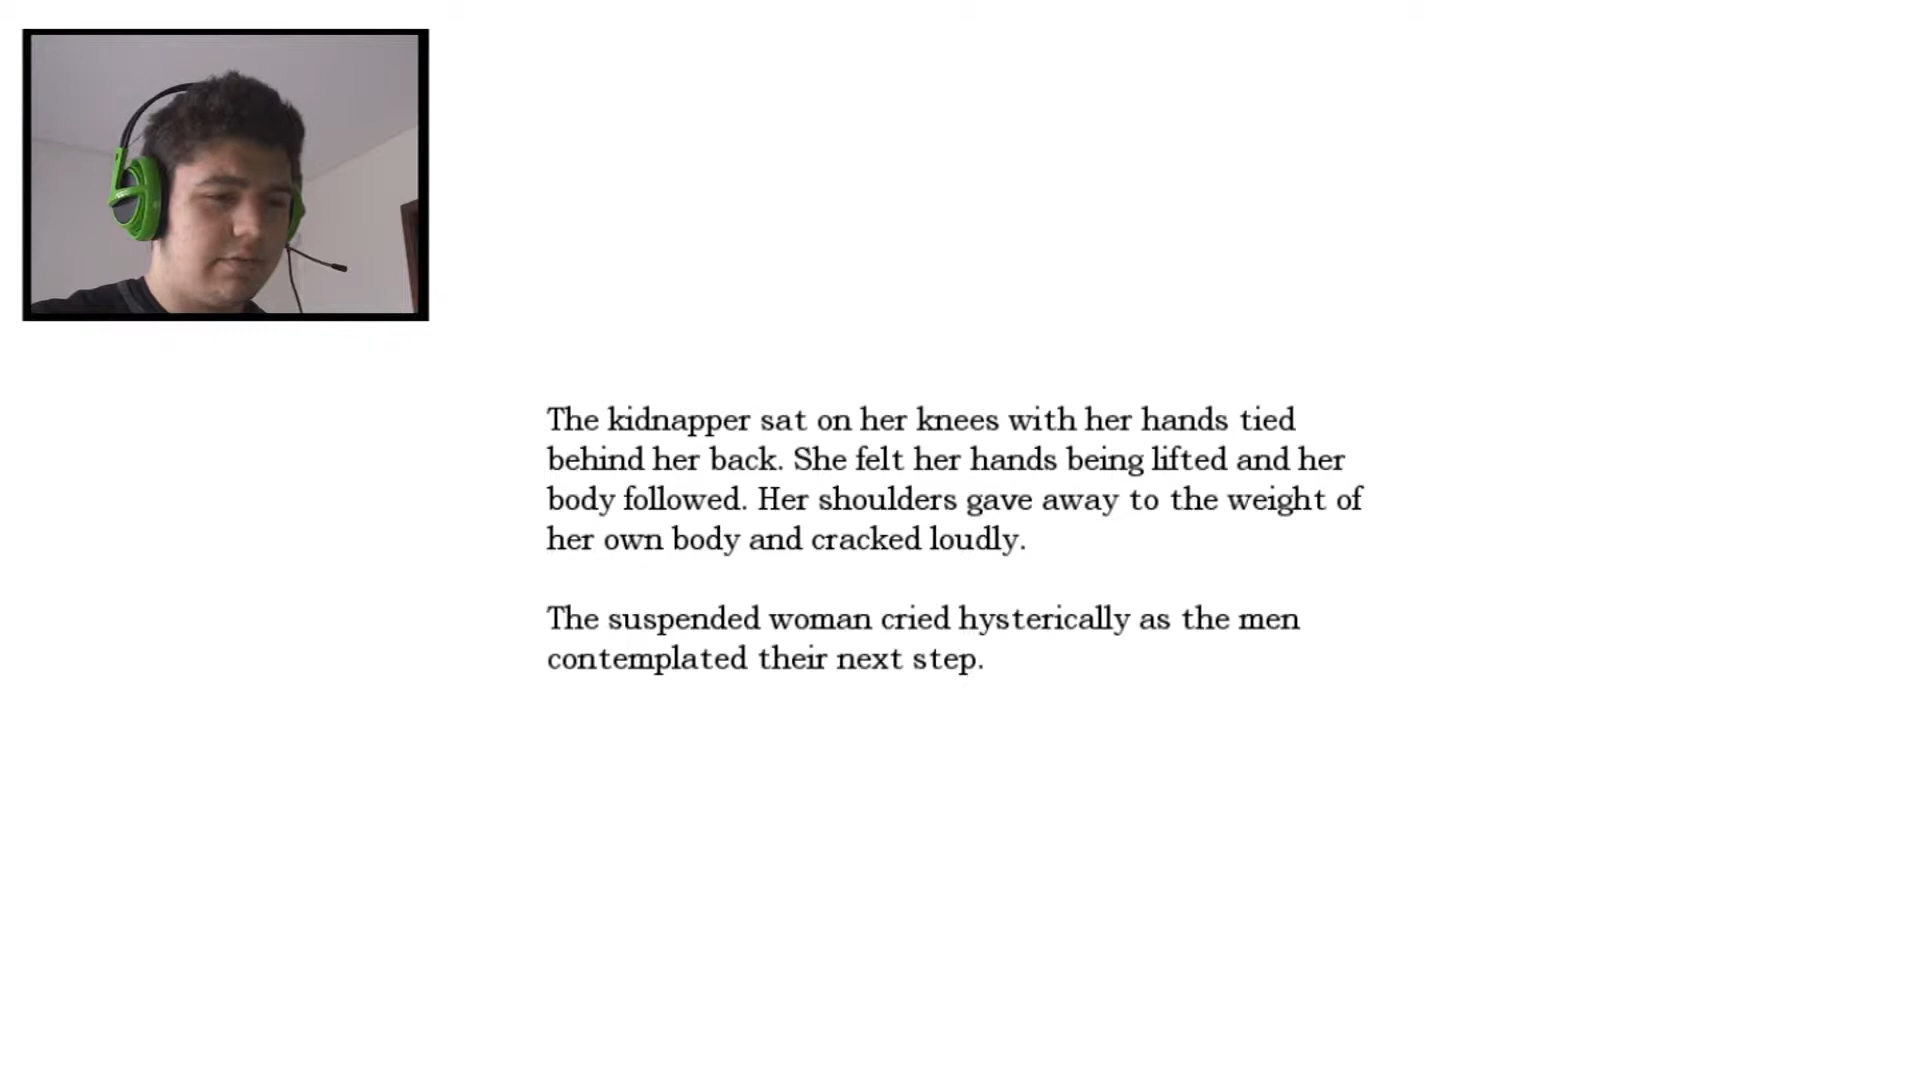 The kidnapper sat on her knees with her hands tied
behind her back. She felt her hands being lifted and her
body followed. Her shoulders gave away to the weight of
her own body and cracked loudly.
The suspended woman cried hysterically as the men
contemplated their next step.